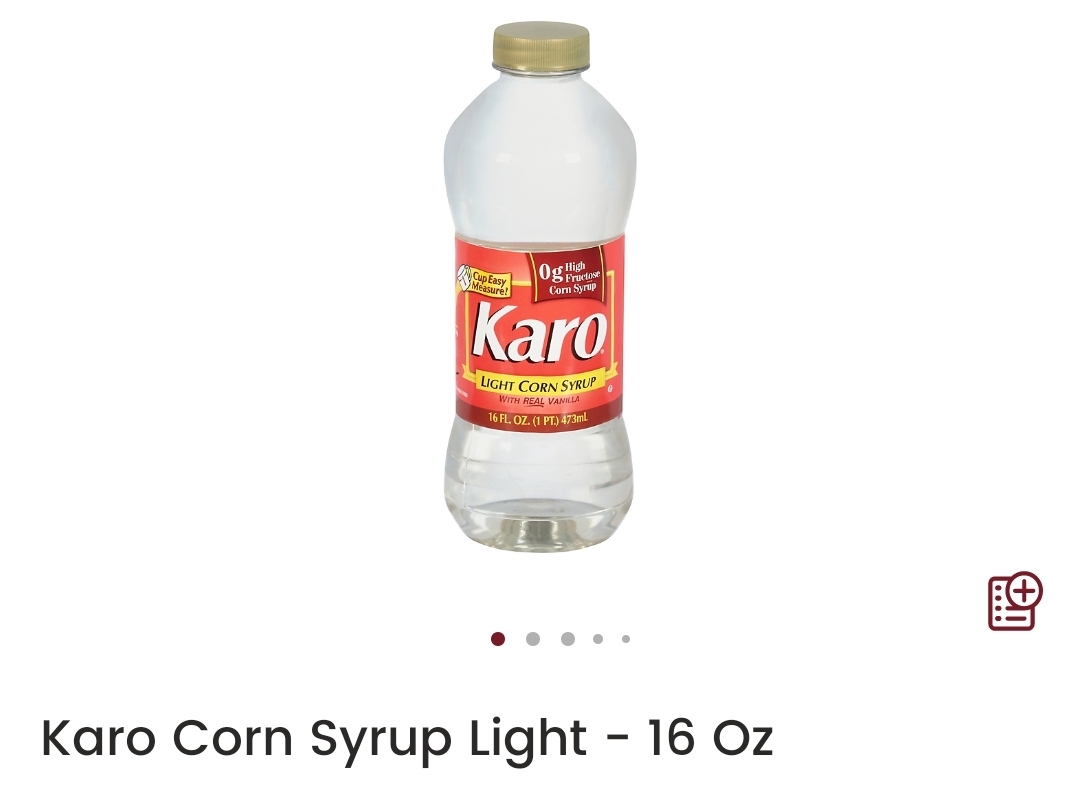 Cup Easy
Measure!
0g High
Fructose
Corn Syrup
Karo
LIGHT CORN SYRUP
WITH REAL VANILLA
16 FL. OZ. (1 PT.) 473mL
Karo Corn Syrup Light - 16 Oz